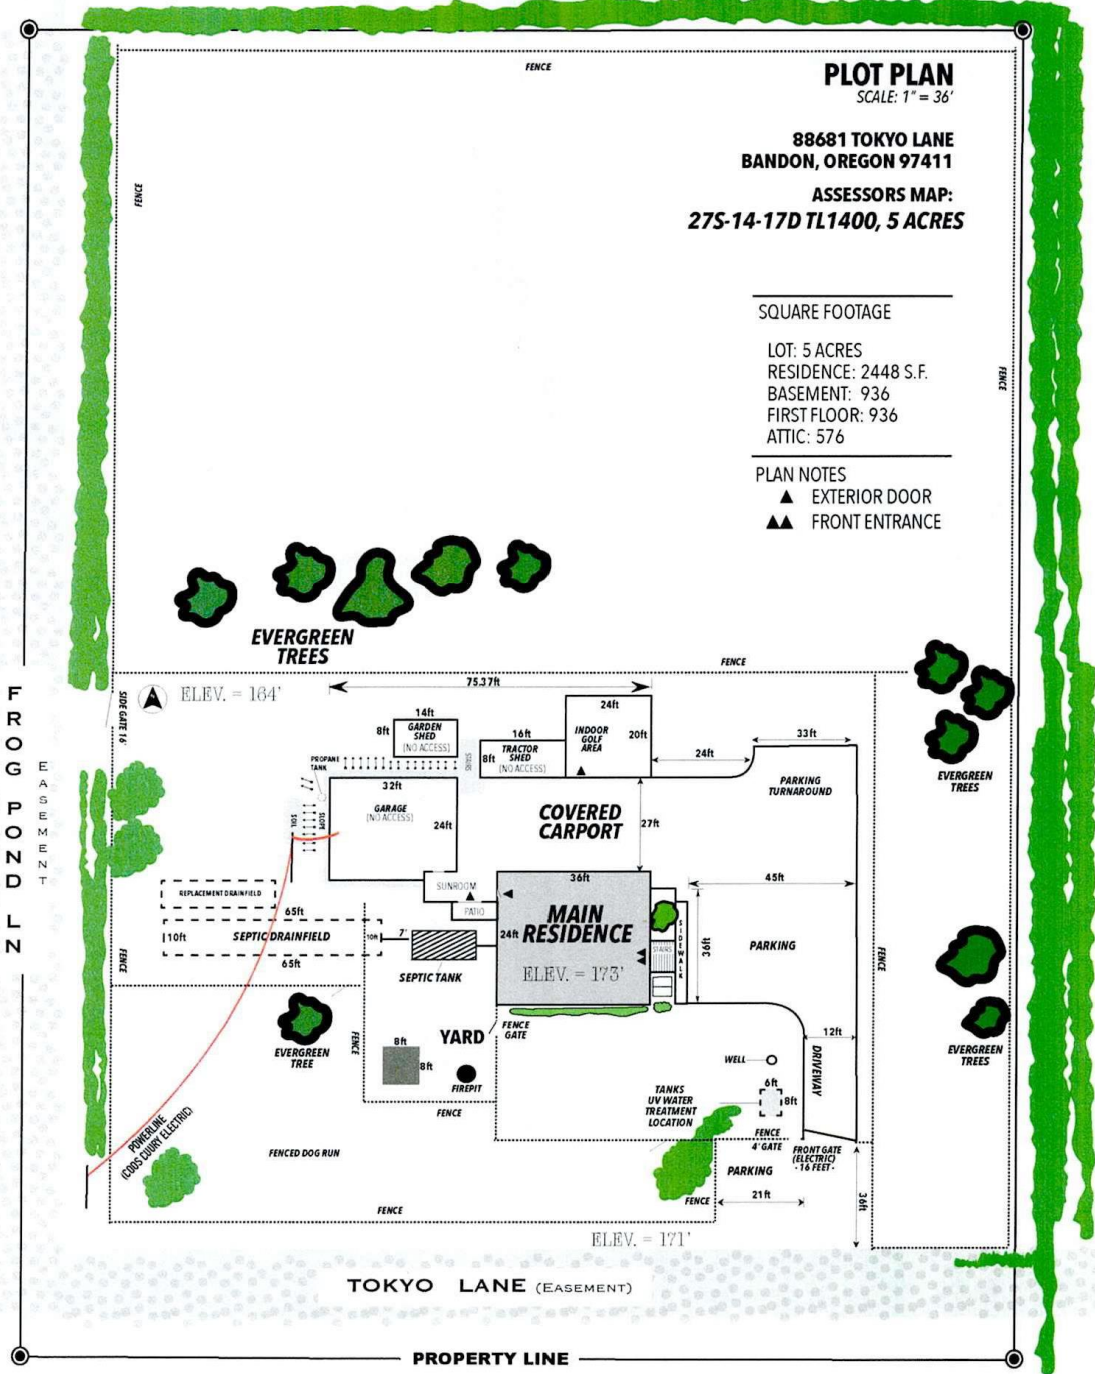 FENCE
PLOT PLAN
SCALE: 1" = 36'
88681 TOKYO LANE
BANDON, OREGON 97411
ASSESSORS MAP:
27S-14-17D TL1400, 5 ACRES
FENCE
SQUARE FOOTAGE
LOT: 5 ACRES
RESIDENCE: 2448 S.F.
BASEMENT: 936
FIRST FLOOR: 936
ATTIC: 576
FENCE
PLAN NOTES
▲ EXTERIOR DOOR
▲▲ FRONT ENTRANCE
EVERGREEN
TREES
FENCE
FROG POND LN
EASEMENT
SIDE GATE 16'
ELEV. = 164'
75.37ft
14ft
8ft
GARDEN
SHED
(NO ACCESS)
16ft
8ft
TRACTOR
SHED
(NO ACCESS)
STAIRS
24ft
INDOOR
GOLF
AREA
20ft
24ft
33ft
PARKING
TURNAROUND
EVERGREEN
TREES
PROPANE
TANK
32ft
GARAGE
(NO ACCESS)
24ft
SOIL
SLOPE
COVERED
CARPORT
27ft
SUNROOM
PATIO
36ft
MAIN
RESIDENCE
24ft
ELEV. = 173'
STAIRS
SIDEWALK
36ft
45ft
PARKING
FENCE
REPLACEMENT DRAINFIELD
65ft
10ft
SEPTIC DRAINFIELD
10ft
65ft
7'
SEPTIC TANK
FENCE
EVERGREEN
TREE
FENCE
YARD
FENCE
GATE
8ft
8ft
FIREPIT
FENCE
12ft
DRIVEWAY
WELL
6ft
8ft
TANKS
UV WATER
TREATMENT
LOCATION
EVERGREEN
TREES
FENCE
4' GATE
FRONT GATE
(ELECTRIC)
- 16 FEET -
PARKING
21ft
36ft
FENCE
POWERLINE
(COOS CUURY ELECTRIC)
FENCED DOG RUN
FENCE
ELEV. = 171'
TOKYO LANE (EASEMENT)
PROPERTY LINE